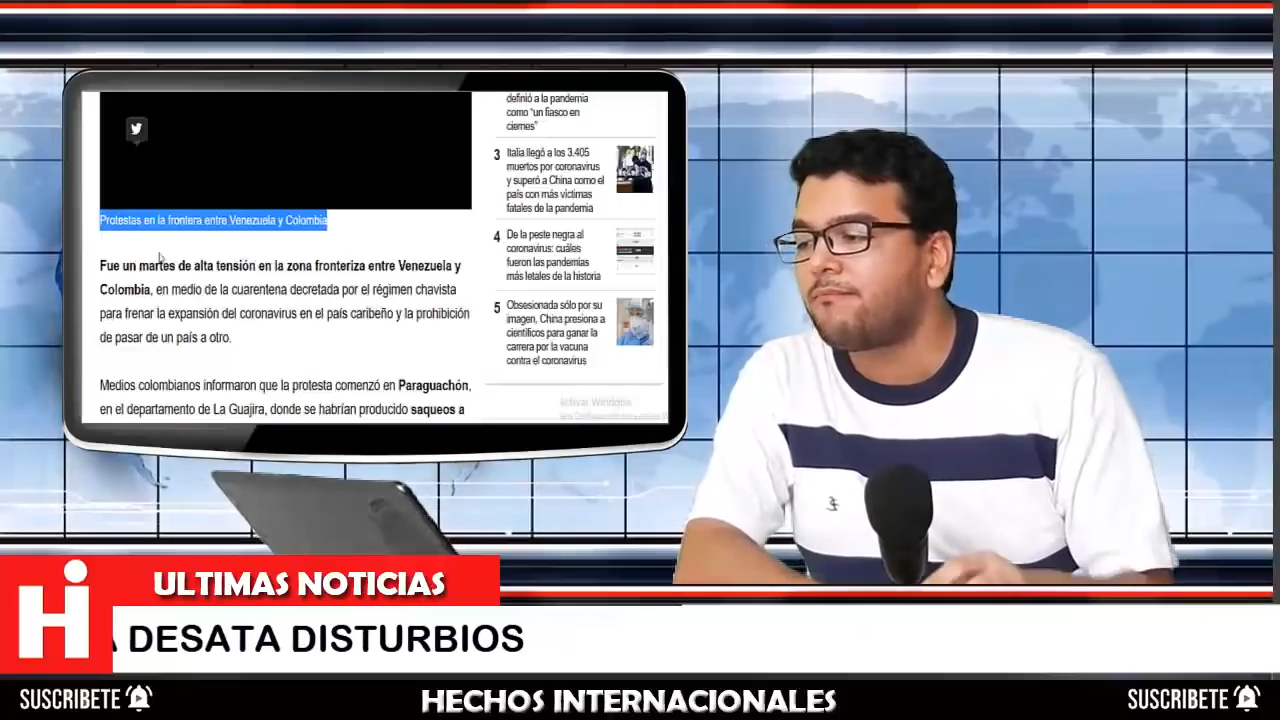 definió a la pandemia
como "un fiasco en
ciernes"
3 Italia llegó a los 3.405
muertos por coronavirus
y superó a China como el
país con más víctimas
fatales de la pandemia
4 De la peste negra al
coronavirus: cuáles
fueron las pandemias
más letales de la historia
5 Obsesionada sólo por su
imagen, China presiona a
científicos para ganar la
carrera por la vacuna
contra el coronavirus
Activar Windows
Protestas en la frontera entre Venezuela y Colombia
Fue un martes de alta tensión en la zona fronteriza entre Venezuela y
Colombia, en medio de la cuarentena decretada por el régimen chavista
para frenar la expansión del coronavirus en el país caribeño y la prohibición
de pasar de un país a otro.
Medios colombianos informaron que la protesta comenzó en Paraguachón,
en el departamento de La Guajira, donde se habrían producido saqueos a
Hi
ULTIMAS NOTICIAS
A DESATA DISTURBIOS
SUSCRIBETE
HECHOS INTERNACIONALES
SUSCRIBETE